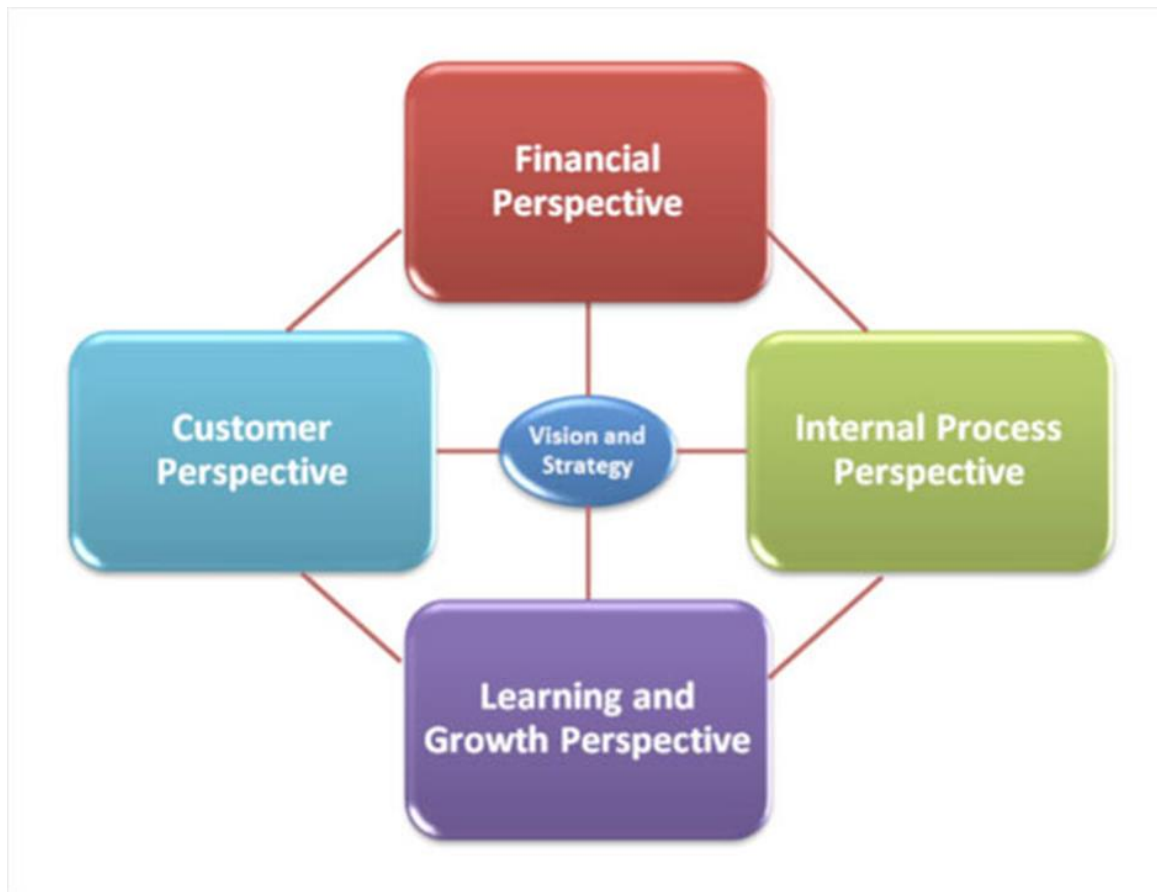 Financial
Perspective
Customer
Perspective
Vision and
Strategy
Internal Process
Perspective
Learning and
Growth Perspective